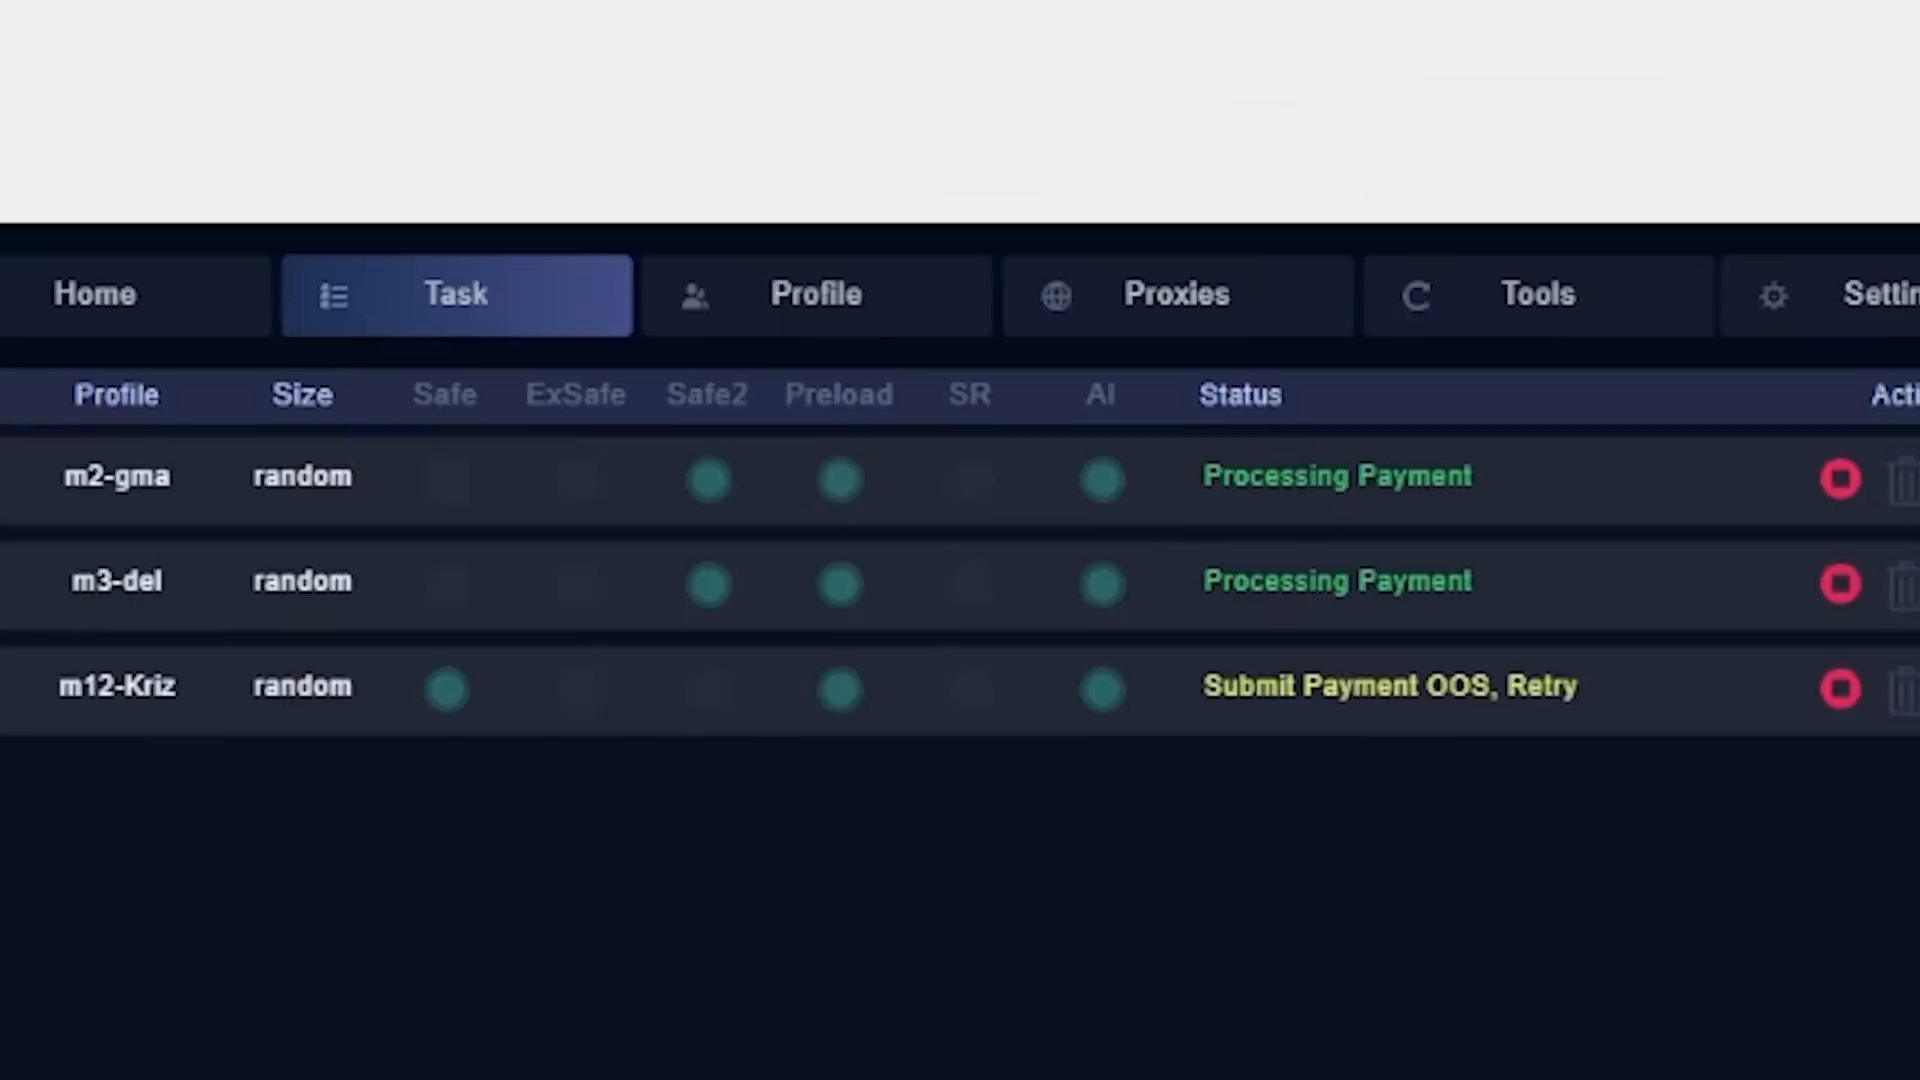 Home Task Profile Proxies Tools Settin
Profile Size Safe ExSafe Safe2 Preload SR AI Status Acti
m2-gma random Processing Payment
m3-del random Processing Payment
m12-Kriz random Submit Payment OOS, Retry